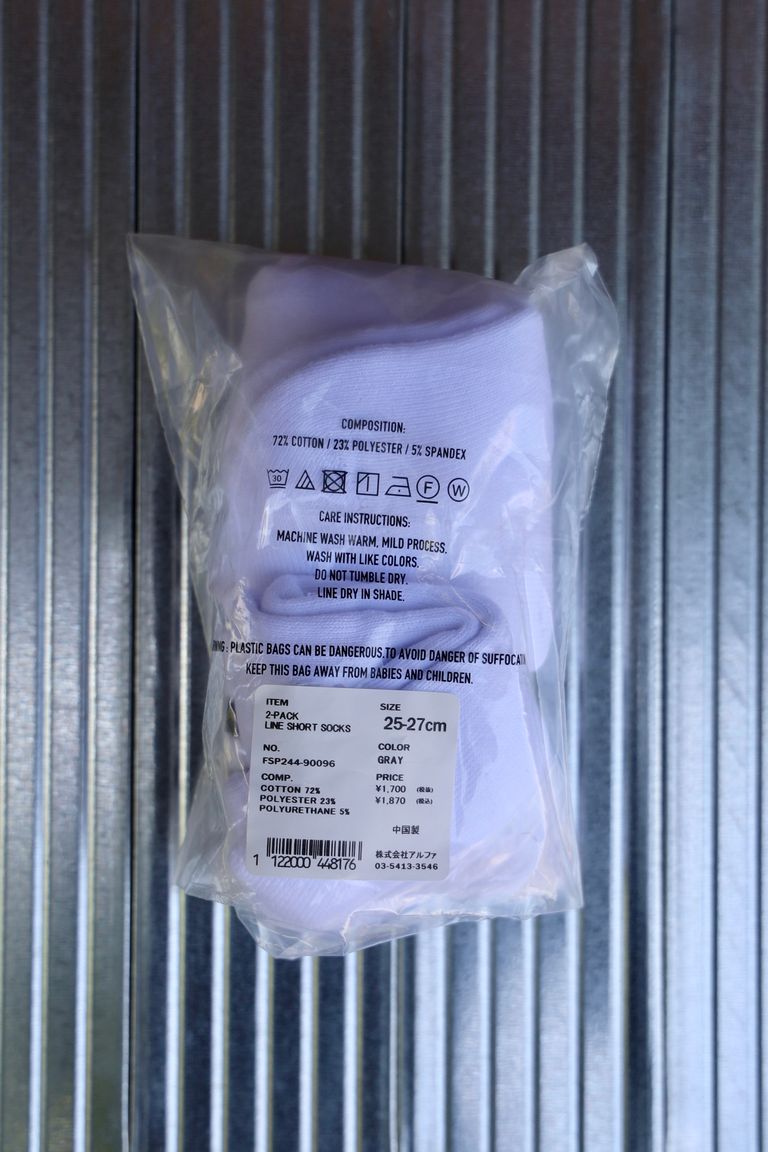 COMPOSITION:
72% COTTON / 23% POLYESTER / 5% SPANDEX
30 F W
CARE INSTRUCTIONS:
MACHINE WASH WARM, MILD PROCESS.
WASH WITH LIKE COLORS.
DO NOT TUMBLE DRY.
LINE DRY IN SHADE.
PLASTIC BAGS CAN BE DANGEROUS.TO AVOID DANGER OF
KEEP THIS BAG AWAY FROM BABIES AND CHILDREN.
ITEM
2-PACK
LINE SHORT SOCKS
SIZE
25-27cm
NO.
FSP244-90096
COLOR
GRAY
COMP.
COTTON 72%
POLYESTER 23%
POLYURETHANE 5%
PRICE
¥1,700 (税抜)
¥1,870 (税込)
中国製
1 122000 448176
株式会社アルファ
03-5413-3546